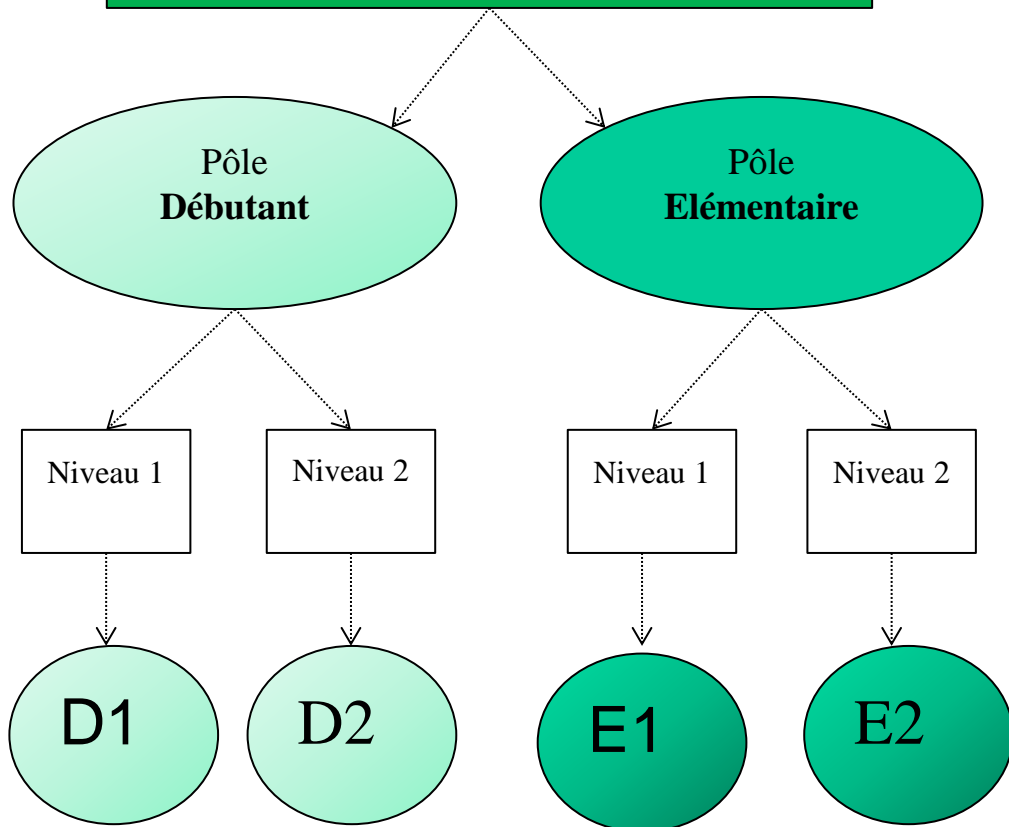 Pôle
Débutant
Pôle
Elémentaire
Niveau 1
Niveau 2
Niveau 1
Niveau 2
D1
D2
E1
E2